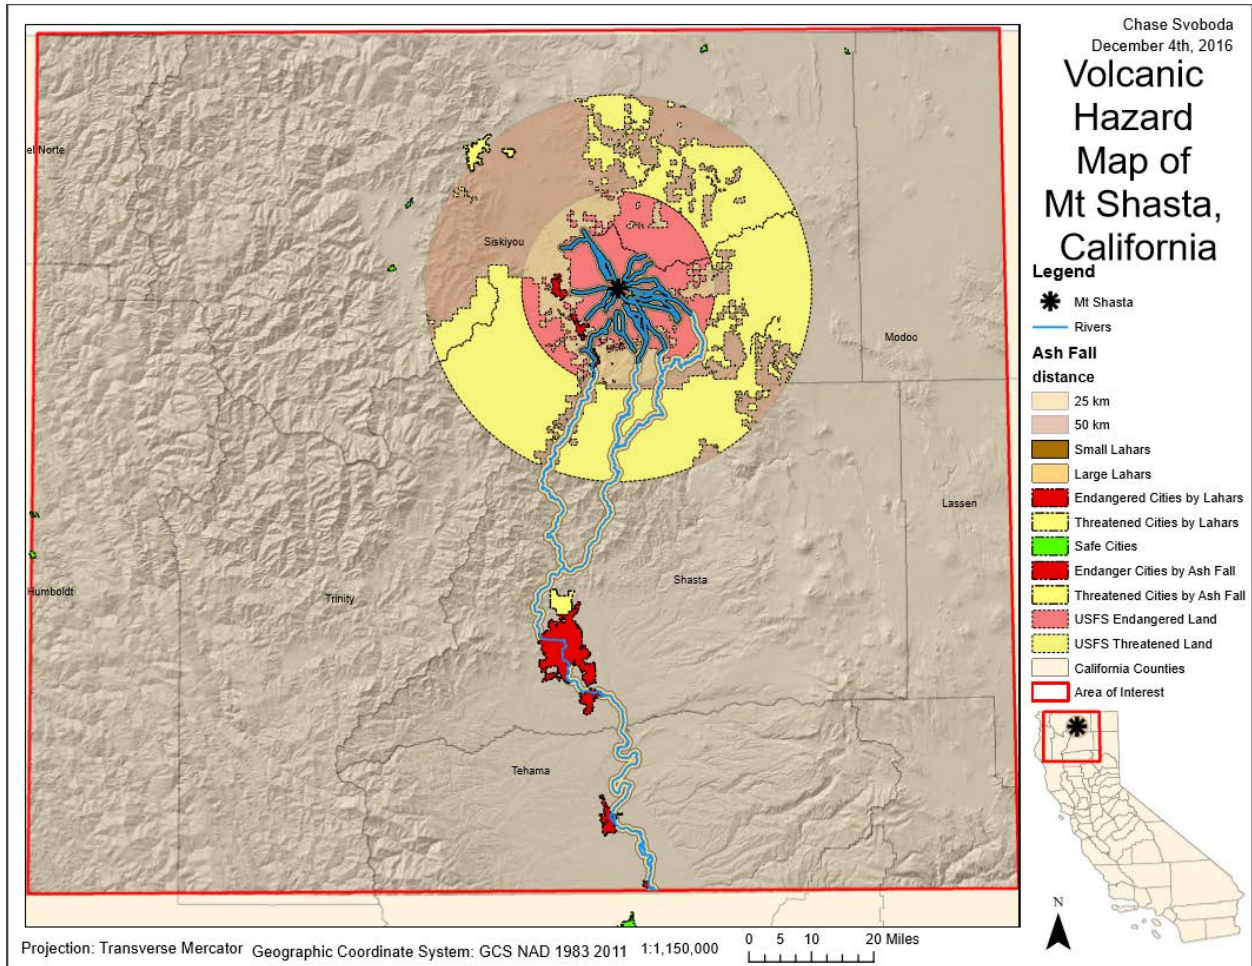 Chase Svoboda
December 4th, 2016
Volcanic
Hazard
Map of
Mt Shasta,
California
Legend
Mt Shasta
Rivers
Ash Fall
distance
25 km
50 km
Small Lahars
Large Lahars
Endangered Cities by Lahars
Threatened Cities by Lahars
Safe Cities
Endanger Cities by Ash Fall
Threatened Cities by Ash Fall
USFS Endangered Land
USFS Threatened Land
California Counties
Area of Interest
el Norte
Siskiyou
Modoc
Lassen
Shasta
Humboldt
Trinity
Tehama
N
Projection: Transverse Mercator Geographic Coordinate System: GCS NAD 1983 2011 1:1,150,000
0 5 10 20 Miles